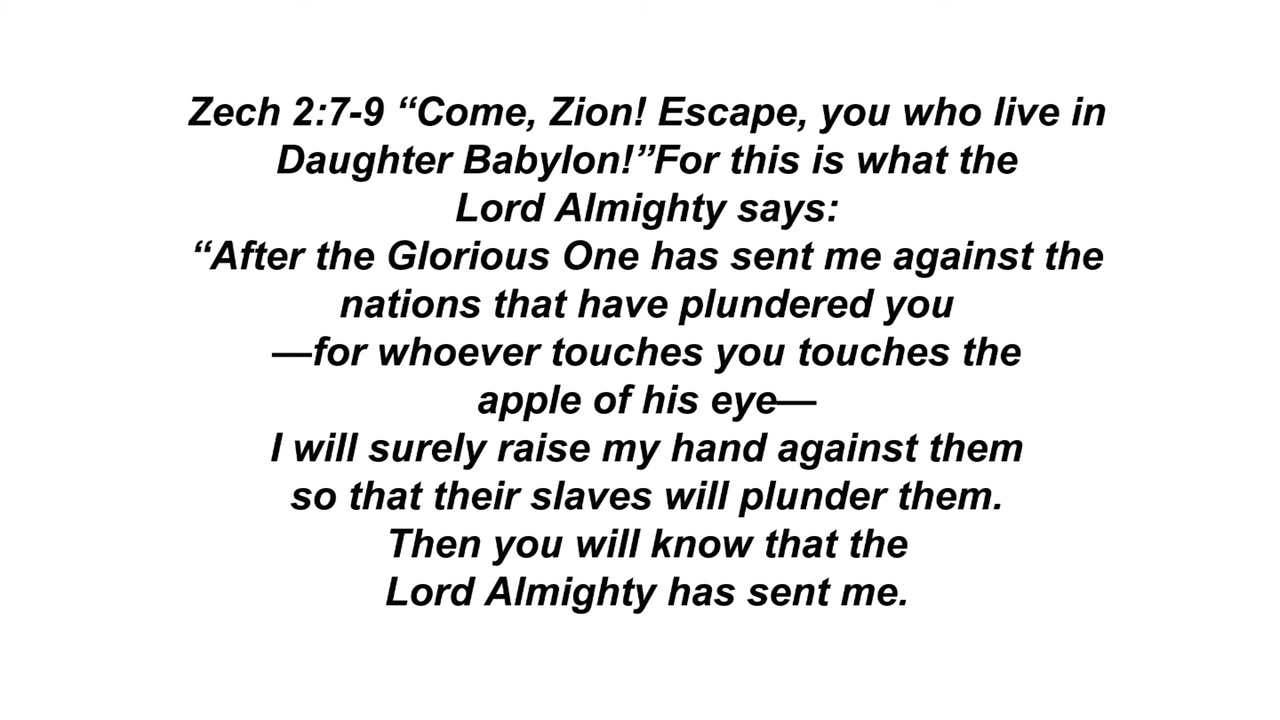 Zech 2:7-9 “Come, Zion! Escape, you who live in
Daughter Babylon!”For this is what the
Lord Almighty says:
“After the Glorious One has sent me against the
nations that have plundered you
—for whoever touches you touches the
apple of his eye—
I will surely raise my hand against them
so that their slaves will plunder them.
Then you will know that the
Lord Almighty has sent me.